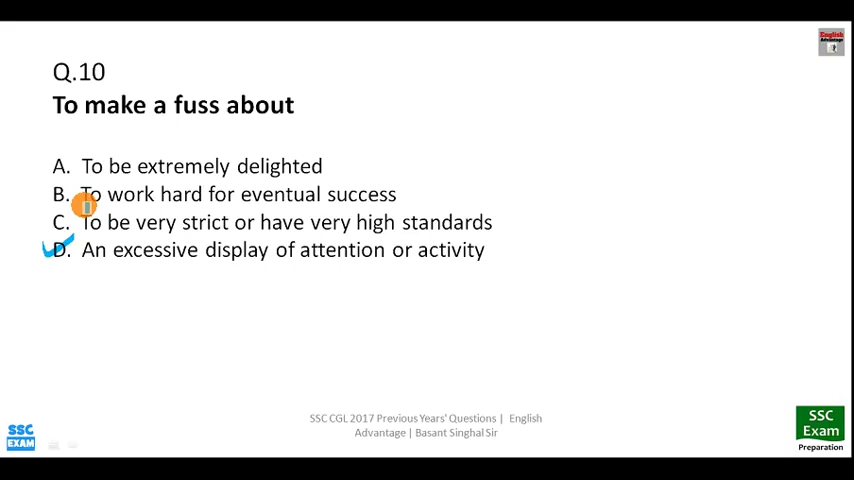 English
Advantage
Q.10
To make a fuss about
A. To be extremely delighted
B. To work hard for eventual success
C. To be very strict or have very high standards
D. An excessive display of attention or activity
SSC CGL 2017 Previous Years' Questions | English
Advantage | Basant Singhal Sir
SSC
EXAM
SSC
Exam
Preparation